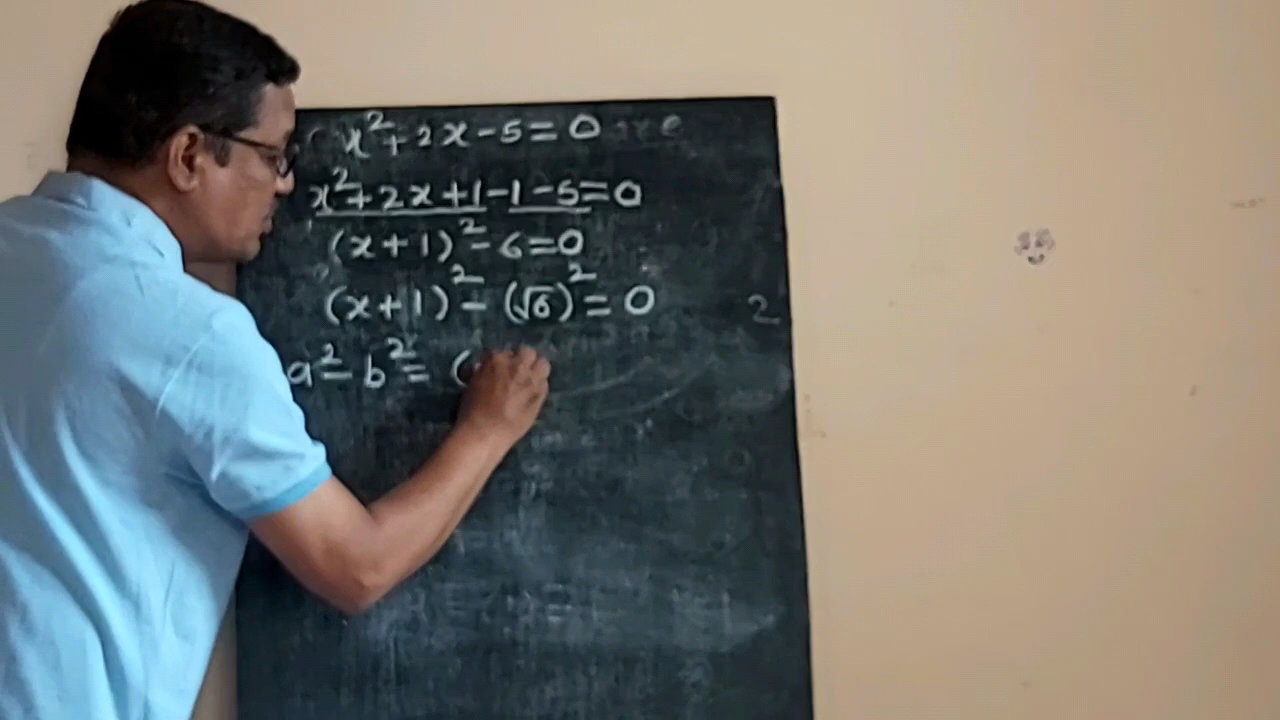 x²+2x-5=0
x²+2x+1-1-5=0
(x+1)²-6=0
(x+1)²-(√6)²=0
2
a²-b²=(